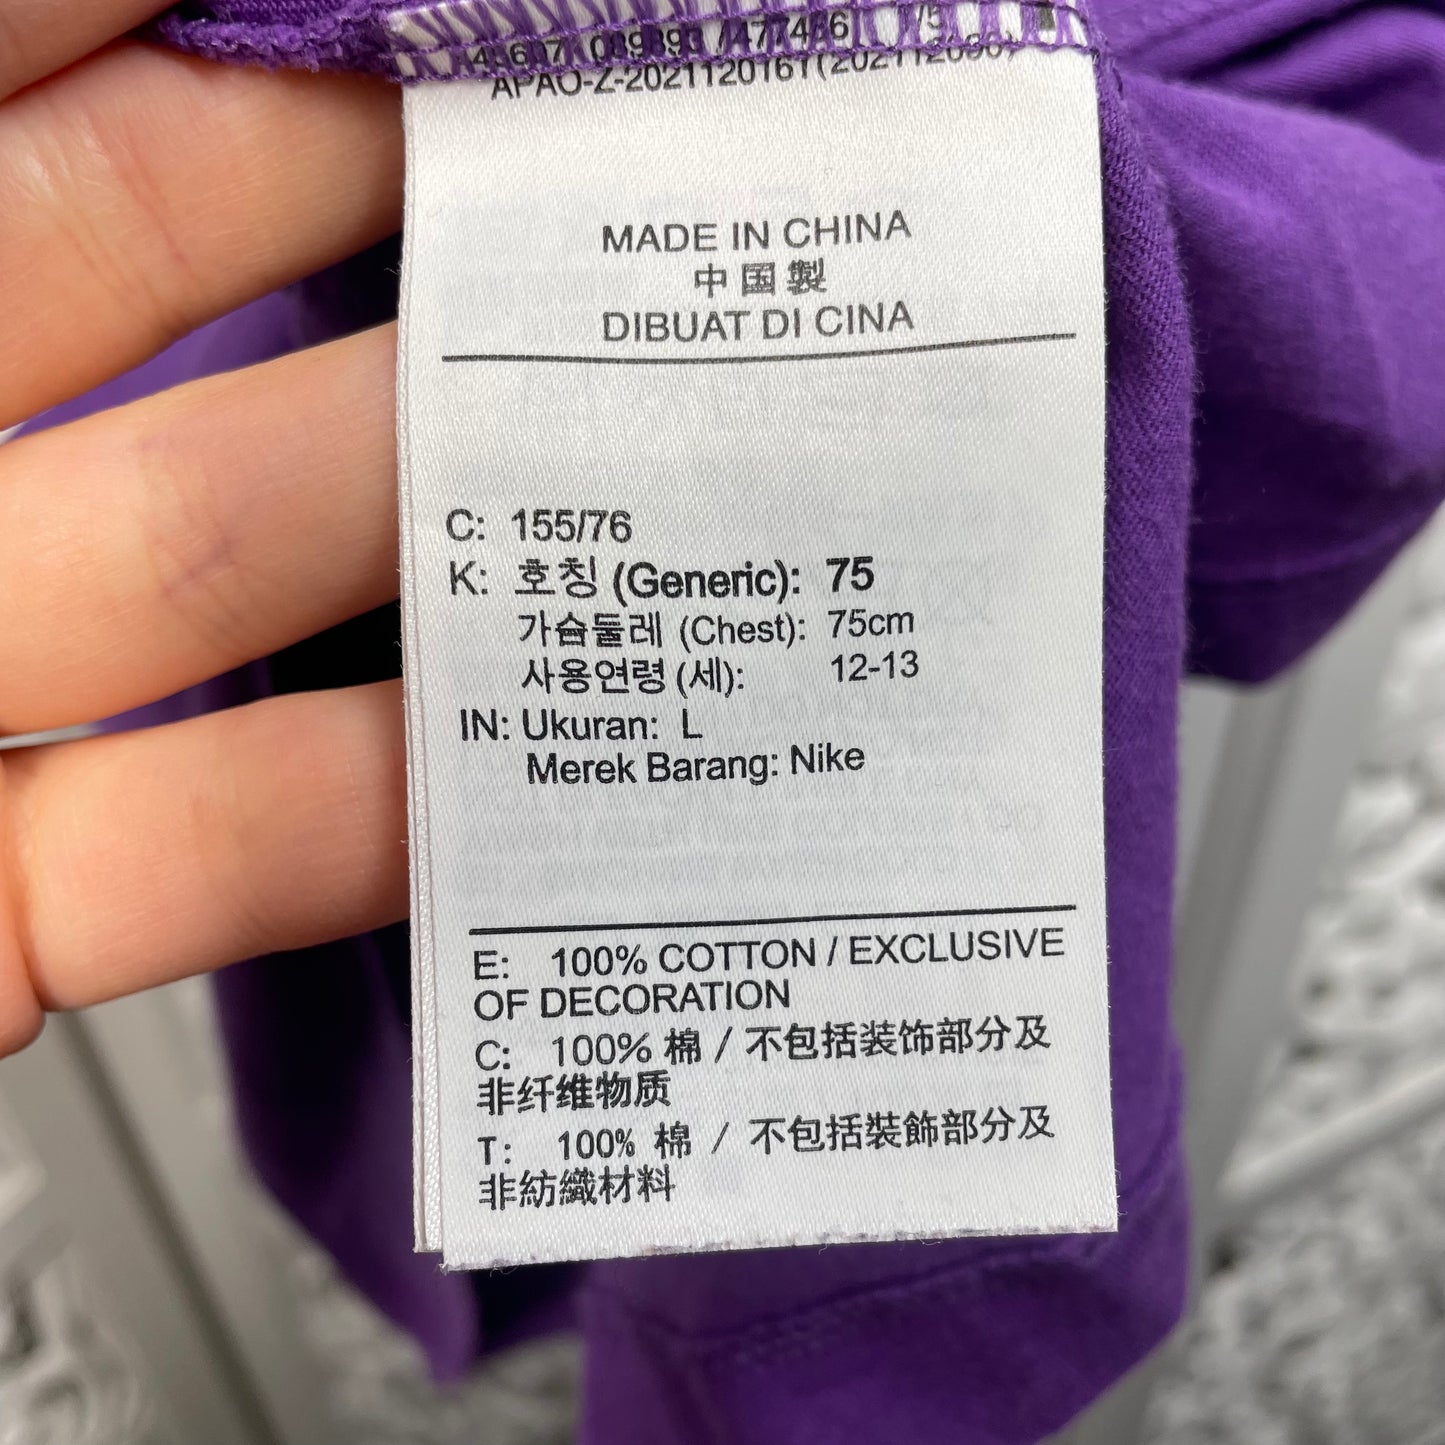 APAO-Z-2021120161(2021120
MADE IN CHINA
中国製
DIBUAT DI CINA
C: 155/76
K: 호칭 (Generic): 75
가슴둘레 (Chest): 75cm
사용연령 (세): 12-13
IN: Ukuran: L
Merek Barang: Nike
E: 100% COTTON / EXCLUSIVE
OF DECORATION
C: 100% 棉 / 不包括装饰部分及
非纤维物质
T: 100% 棉 / 不包括裝飾部分及
非紡織材料